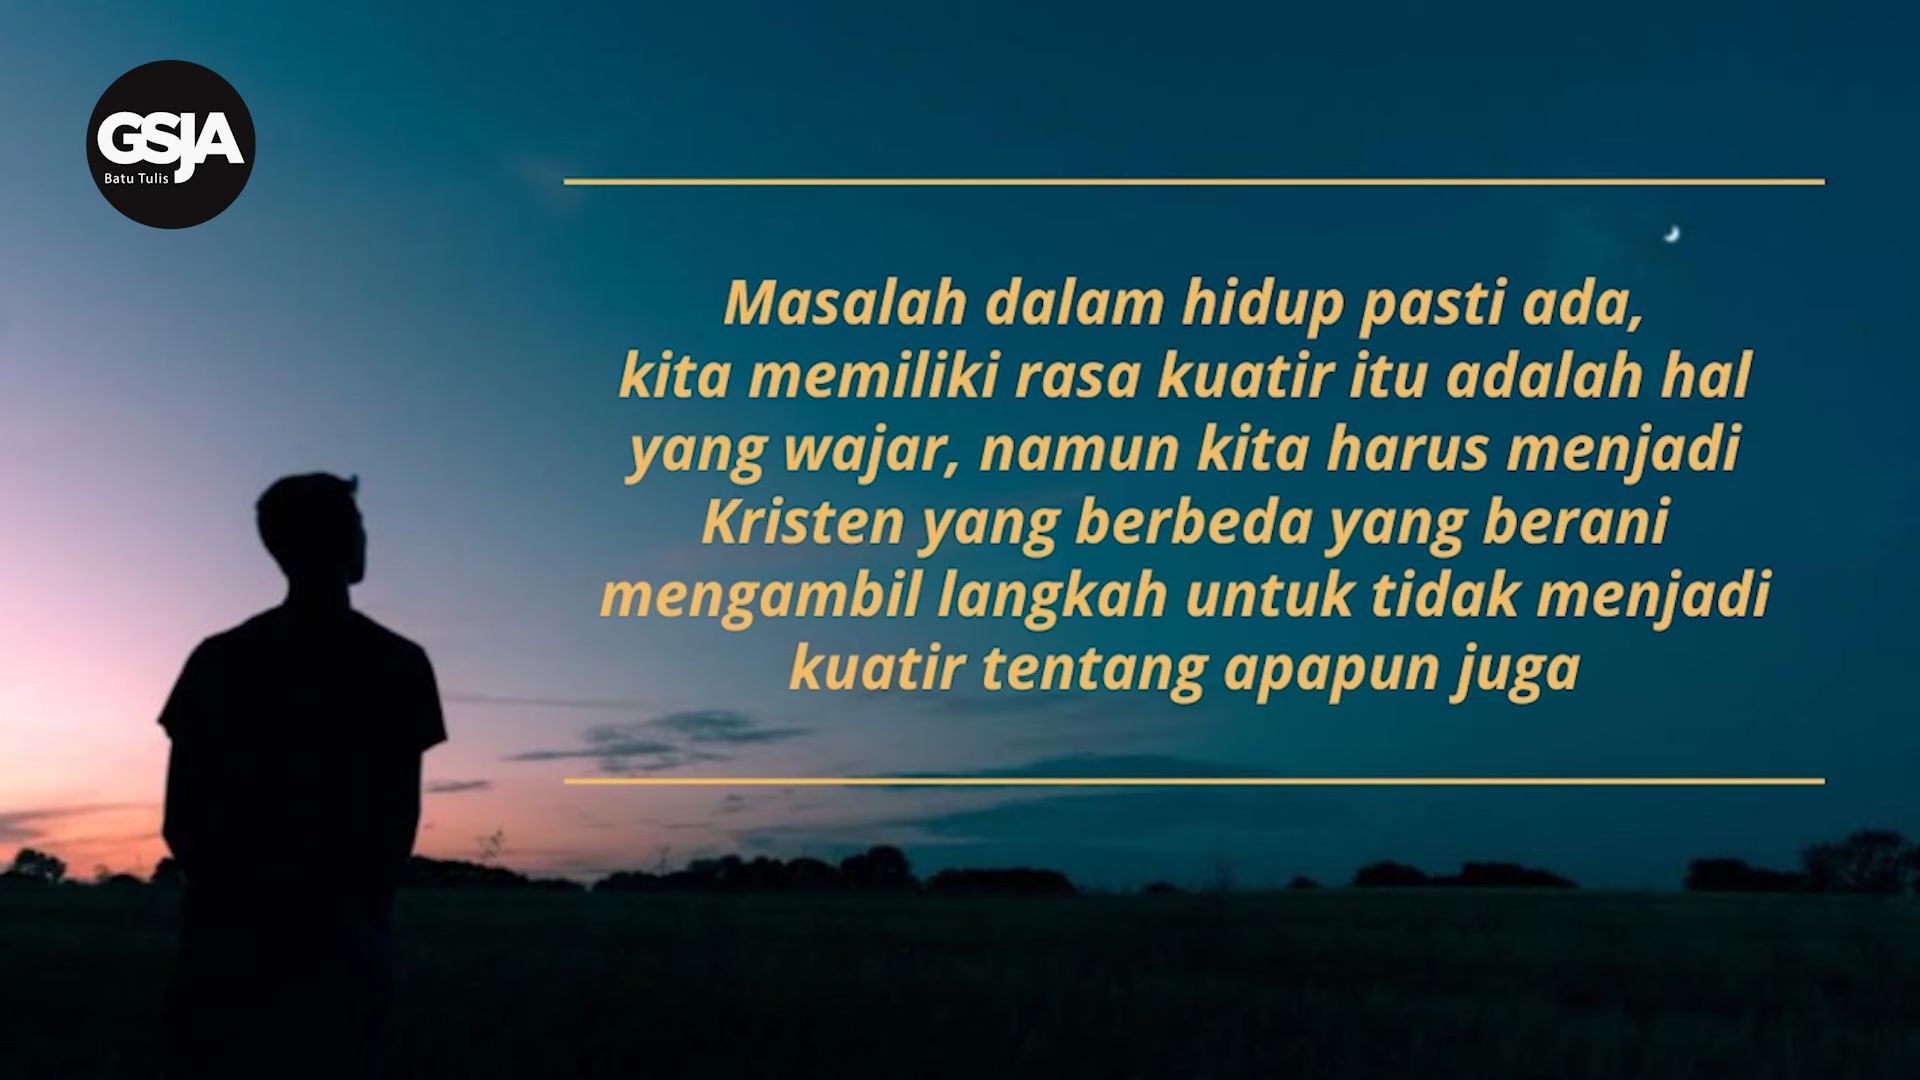 GSJA
Batu Tulis
Masalah dalam hidup pasti ada,
kita memiliki rasa kuatir itu adalah hal
yang wajar, namun kita harus menjadi
Kristen yang berbeda yang berani
mengambil langkah untuk tidak menjadi
kuatir tentang apapun juga